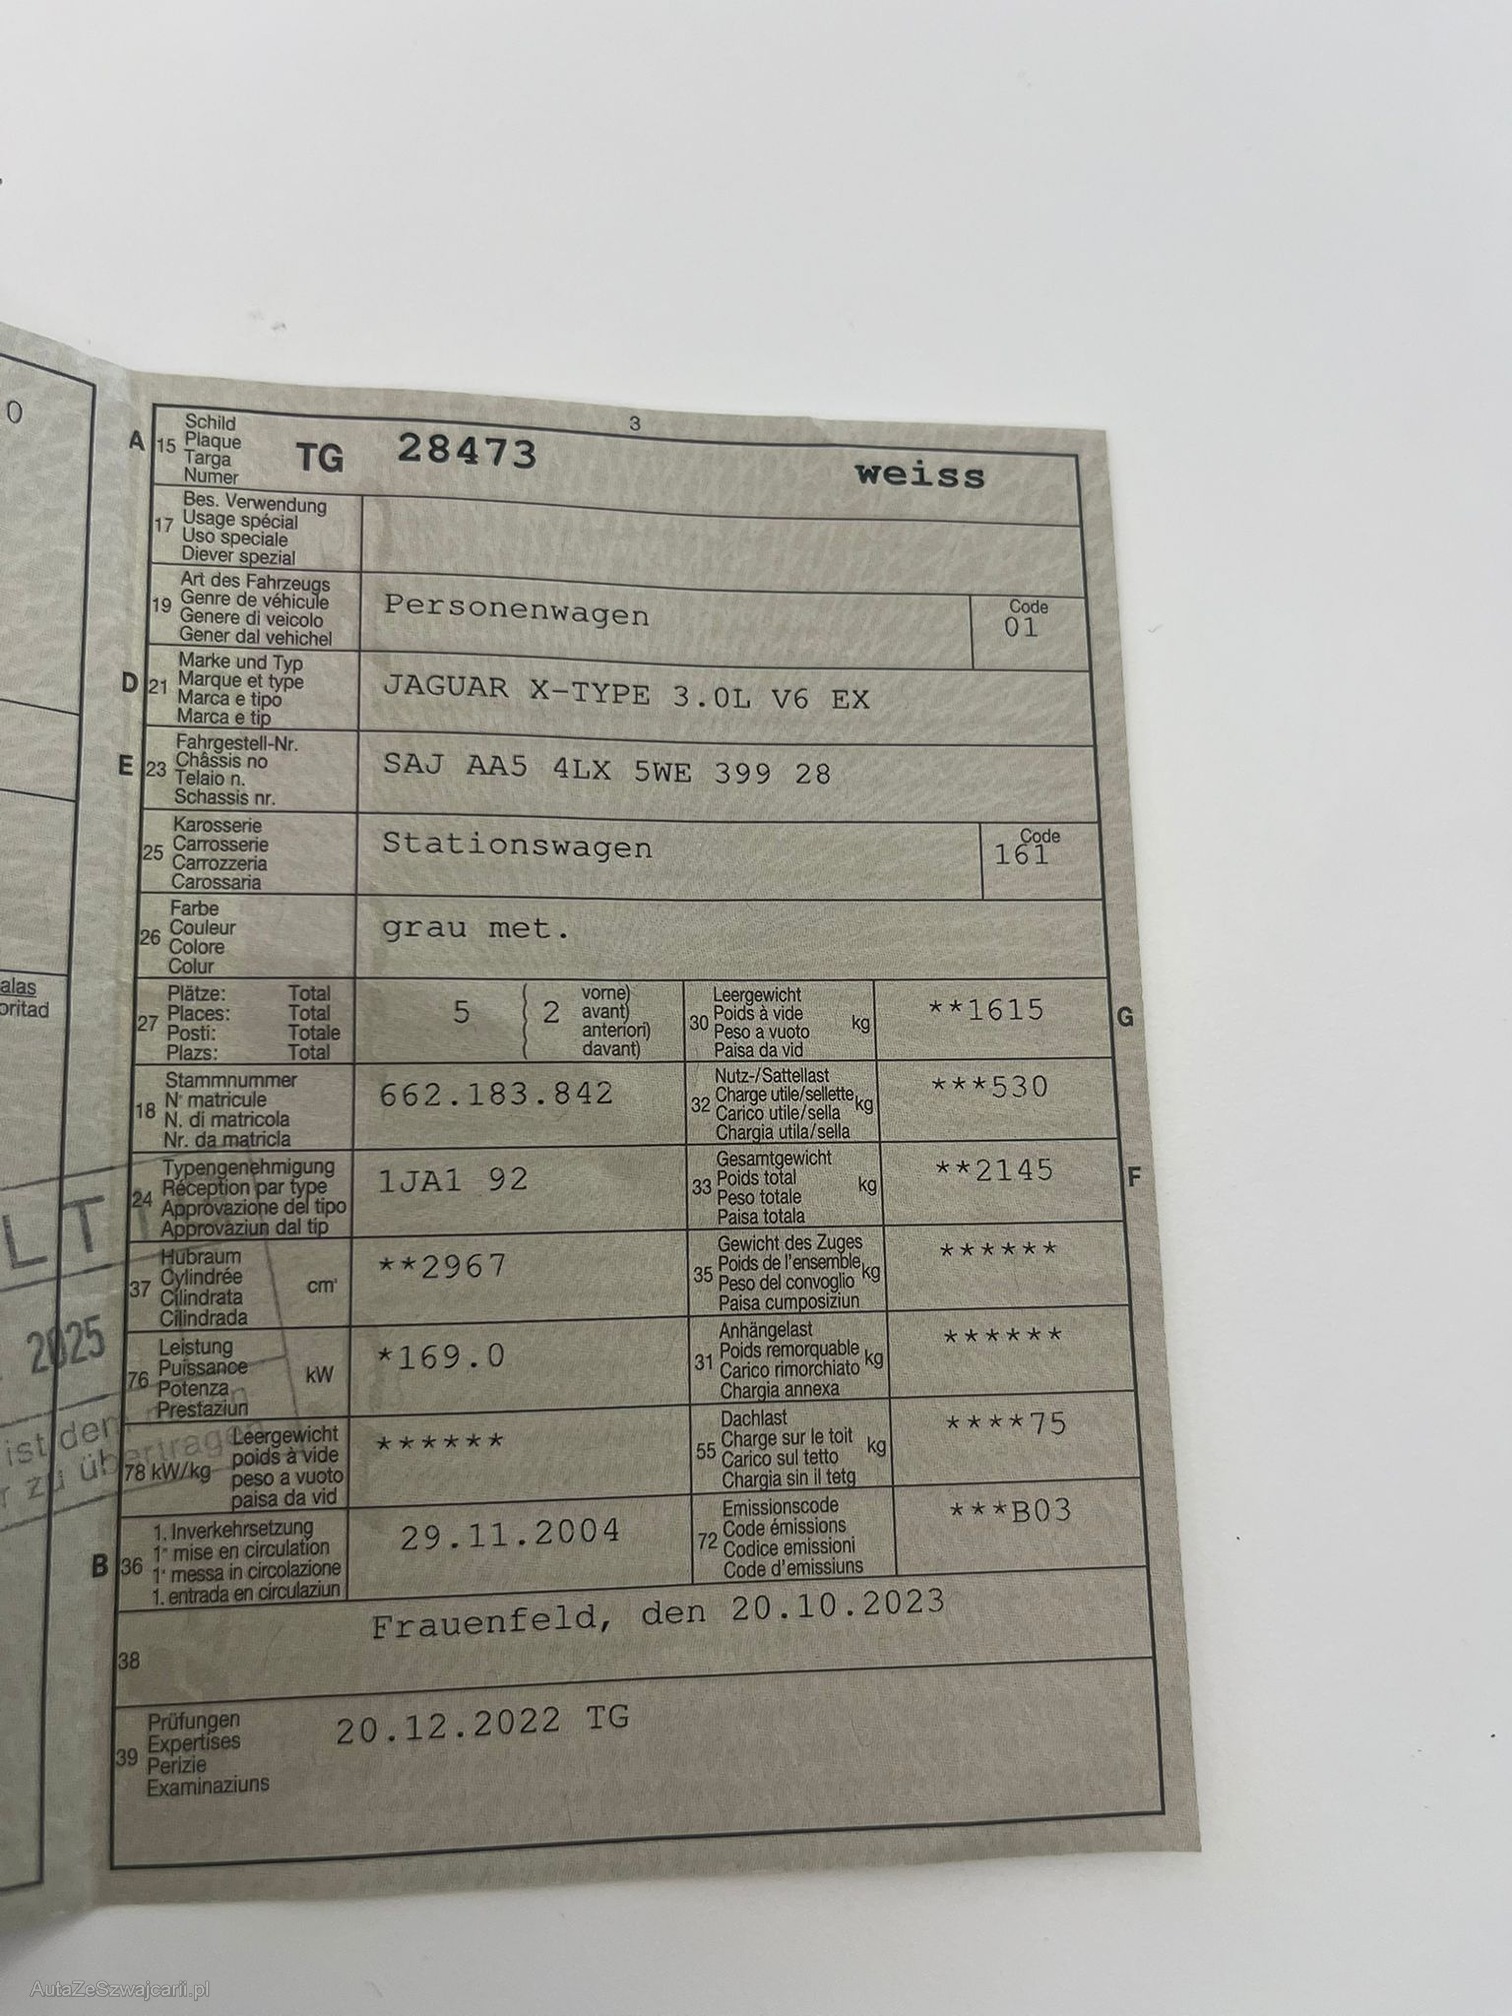 0
3
A 15 Schild
Plaque
Targa
Numer
TG 28473 weiss
17 Bes. Verwendung
Usage spécial
Uso speciale
Diever spezial
19 Art des Fahrzeugs
Genre de véhicule
Genere di veicolo
Gener dal vehichel
Personenwagen
Code
01
D 21 Marke und Typ
Marque et type
Marca e tipo
Marca e tip
JAGUAR X-TYPE 3.0L V6 EX
E 23 Fahrgestell-Nr.
Châssis no
Telaio n.
Schassis nr.
SAJ AA5 4LX 5WE 399 28
25 Karosserie
Carrosserie
Carrozzeria
Carossaria
Stationswagen
Code
161
26 Farbe
Couleur
Colore
Colur
grau met.
27 Plätze: Total
Places: Total
Posti: Totale
Plazs: Total
5 2
vorne)
avant)
anteriori)
davant)
30 Leergewicht
Poids à vide
Peso a vuoto
Paisa da vid
kg
**1615
G
18 Stammnummer
N° matricule
N. di matricola
Nr. da matricla
662.183.842
32 Nutz-/Sattellast
Charge utile/sellette
Carico utile/sella
Chargia utila/sella
kg
***530
24 Typengenehmigung
Réception par type
Approvazione del tipo
Approvaziun dal tip
1JA1 92
33 Gesamtgewicht
Poids total
Peso totale
Paisa totala
kg
**2145
F
37 Hubraum
Cylindrée
Cilindrata
Cilindrada
cm³
**2967
35 Gewicht des Zuges
Poids de l'ensemble
Peso del convoglio
Paisa cumposiziun
kg
******
76 Leistung
Puissance
Potenza
Prestaziun
kW
*169.0
31 Anhängelast
Poids remorquable
Carico rimorchiato
Chargia annexa
kg
******
78 kW/kg
Leergewicht
poids à vide
peso a vuoto
paisa da vid
******
55 Dachlast
Charge sur le toit
Carico sul tetto
Chargia sin il tetg
kg
****75
B 36 1. Inverkehrsetzung
1re mise en circulation
1a messa in circolazione
1. entrada en circulaziun
29.11.2004
72 Emissionscode
Code émissions
Codice emissioni
Code d'emissiuns
***B03
38
Frauenfeld, den 20.10.2023
39 Prüfungen
Expertises
Perizie
Examinaziuns
20.12.2022 TG
alas
oritad
LT
2025
ist den
zu übertragen
AutaZeSzwajcarii.pl